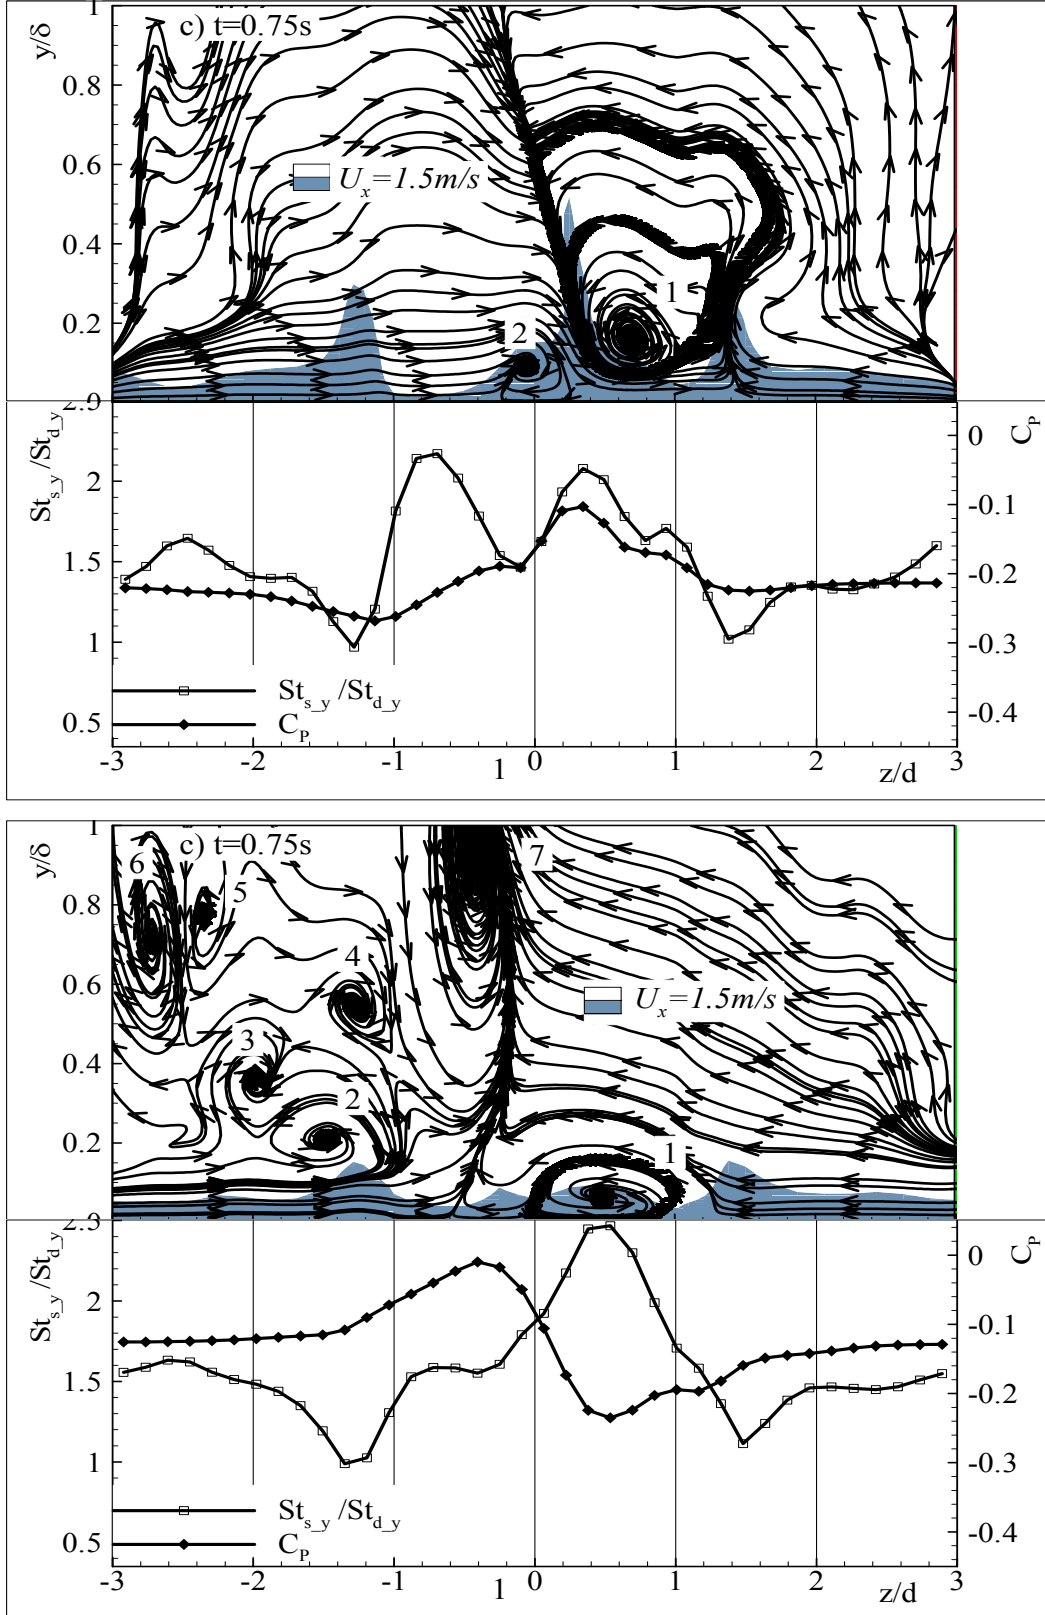 c) t=0.75s
y/δ
1
0.8
0.6
0.4
0.2
U_x=1.5m/s
1
2
St_s_y/St_d_y
2
1.5
1
0.5
0
-0.1
-0.2
-0.3
-0.4
C_P
St_s_y/St_d_y
C_P
-3 -2 -1 0 1 2 3
1
z/d
c) t=0.75s
y/δ
1
0.8
0.6
0.4
0.2
6
5
7
4
3
2
1
U_x=1.5m/s
St_s_y/St_d_y
2
1.5
1
0.5
0
-0.1
-0.2
-0.3
-0.4
C_P
St_s_y/St_d_y
C_P
-3 -2 -1 0 1 2 3
1
z/d